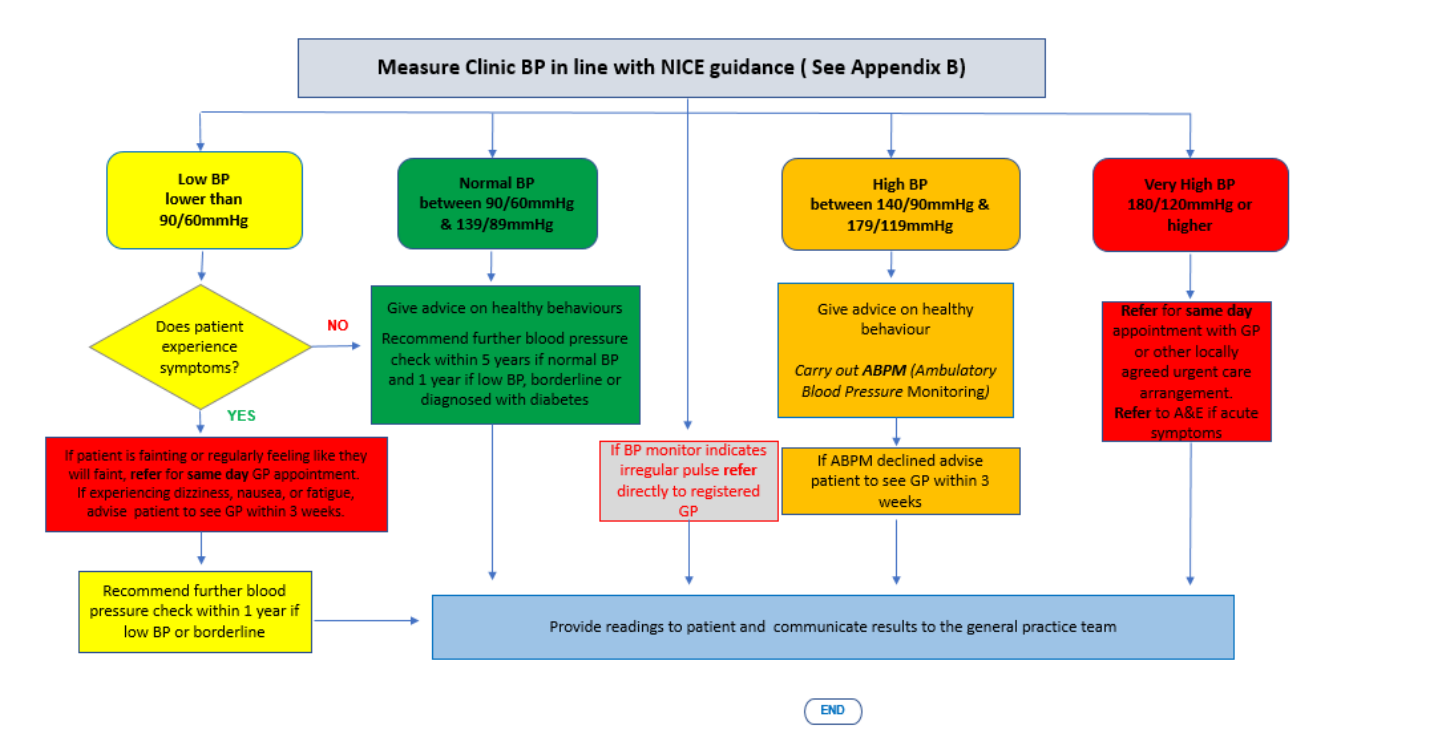 Measure Clinic BP in line with NICE guidance ( See Appendix B)
Low BP
lower than
90/60mmHg
Normal BP
between 90/60mmHg
& 139/89mmHg
High BP
between 140/90mmHg &
179/119mmHg
Very High BP
180/120mmHg or
higher
Does patient
experience
symptoms?
NO
YES
Give advice on healthy behaviours
Recommend further blood pressure
check within 5 years if normal BP
and 1 year if low BP, borderline or
diagnosed with diabetes
Give advice on healthy
behaviour
Carry out ABPM (Ambulatory
Blood Pressure Monitoring)
Refer for same day
appointment with GP
or other locally
agreed urgent care
arrangement.
Refer to A&E if acute
symptoms
If patient is fainting or regularly feeling like they
will faint, refer for same day GP appointment.
If experiencing dizziness, nausea, or fatigue,
advise patient to see GP within 3 weeks.
If BP monitor indicates
irregular pulse refer
directly to registered
GP
If ABPM declined advise
patient to see GP within 3
weeks
Recommend further blood
pressure check within 1 year if
low BP or borderline
Provide readings to patient and communicate results to the general practice team
END